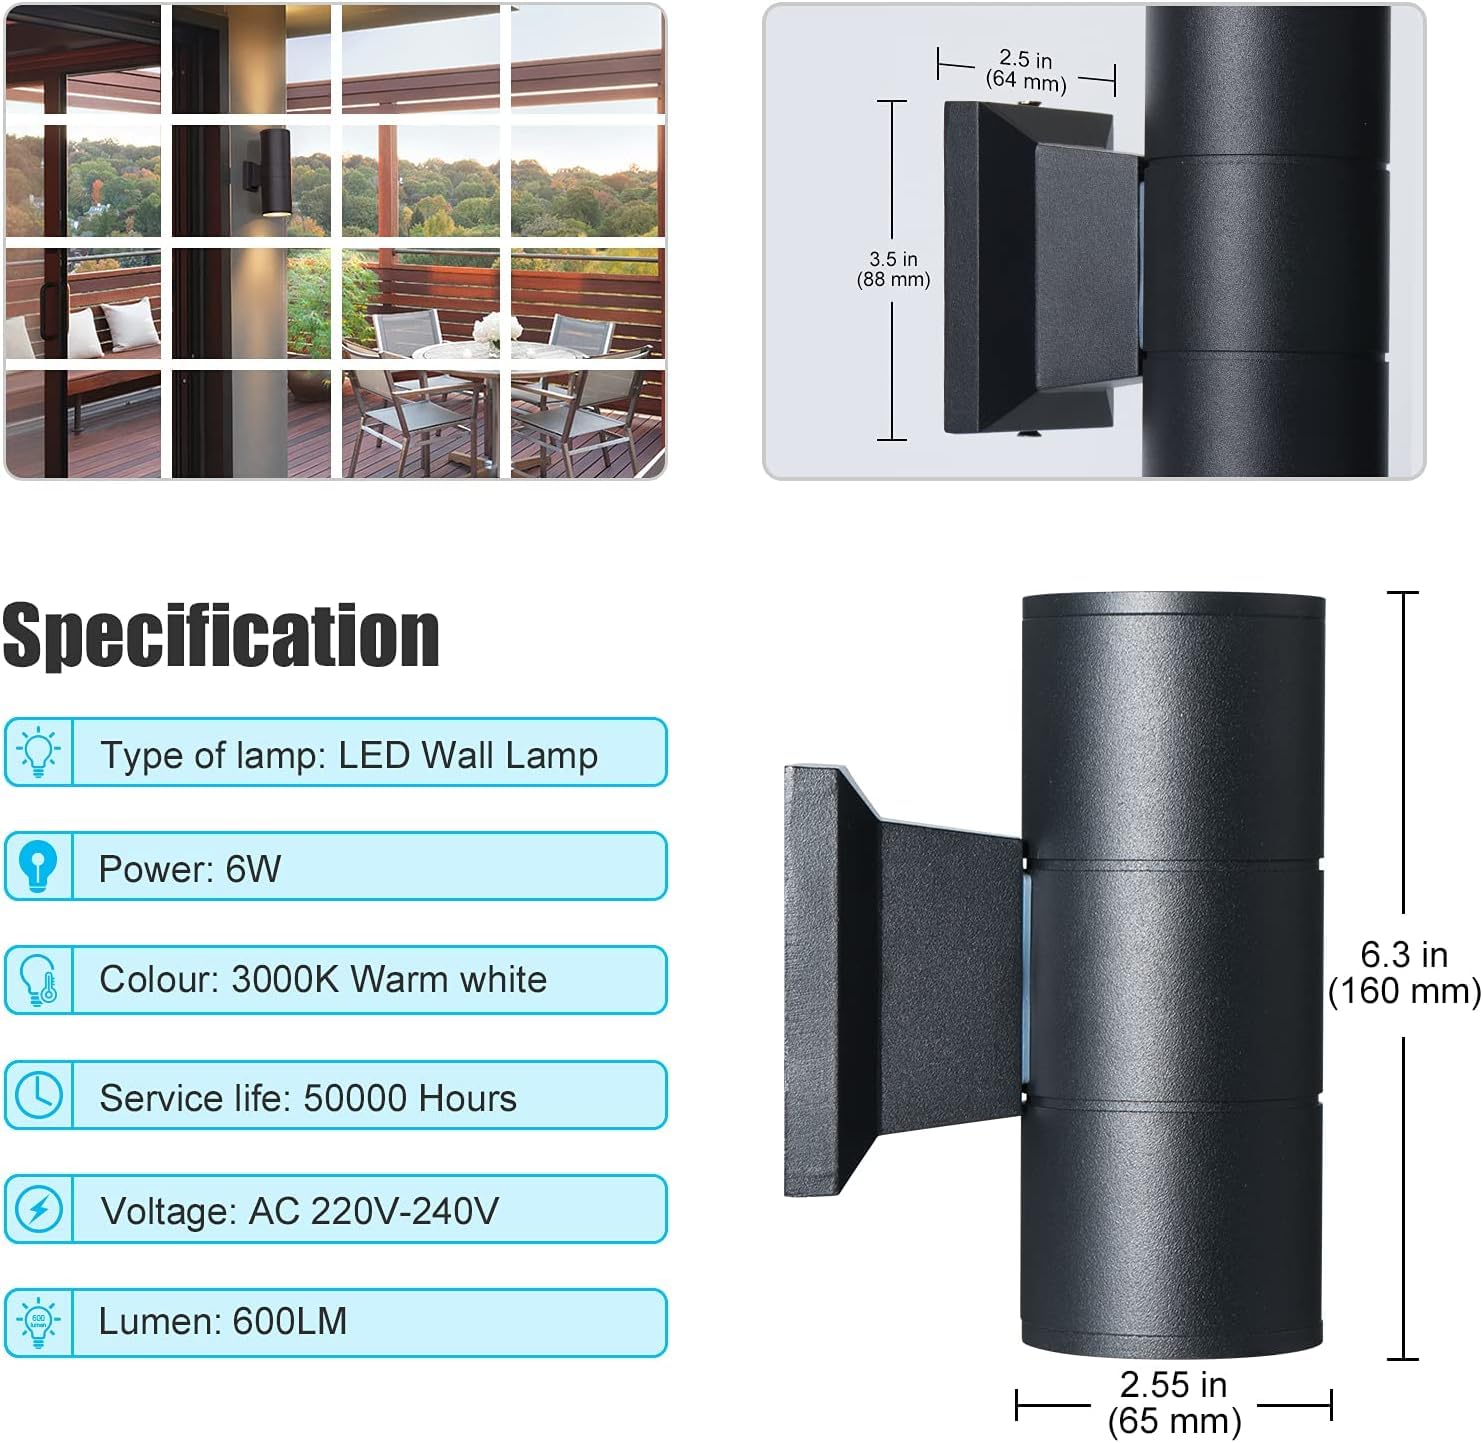 2.5 in
(64 mm)
3.5 in
(88 mm)
Specification
Type of lamp: LED Wall Lamp
Power: 6W
Colour: 3000K Warm white
Service life: 50000 Hours
Voltage: AC 220V-240V
600
lumen
Lumen: 600LM
6.3 in
(160 mm)
2.55 in
(65 mm)